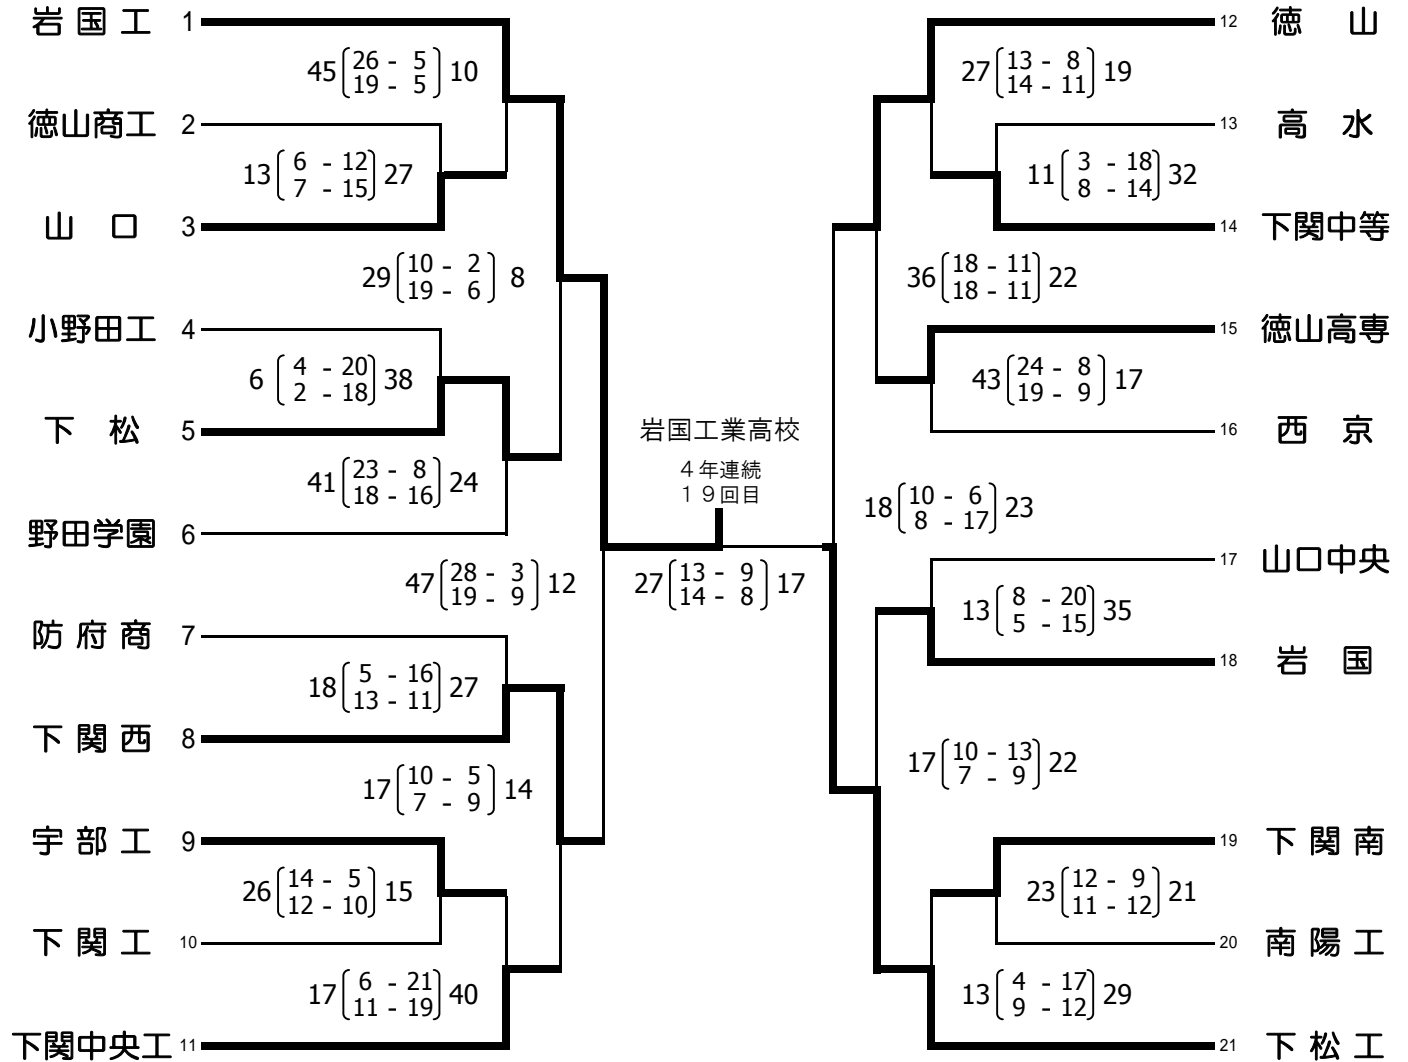 岩国工 1
45 26 - 5 10
19 - 5
徳山商工 2
13 6 - 12 27
7 - 15
山口 3
29 10 - 2 8
19 - 6
小野田工 4
6 4 - 20 38
2 - 18
下松 5
41 23 - 8 24
18 - 16
野田学園 6
47 28 - 3 12
19 - 9
防府商 7
18 5 - 16 27
13 - 11
下関西 8
17 10 - 5 14
7 - 9
宇部工 9
26 14 - 5 15
12 - 10
下関工 10
17 6 - 21 40
11 - 19
下関中央工 11
岩国工業高校
４年連続
１９回目
27 13 - 9 17
14 - 8
12 徳山
27 13 - 8 19
14 - 11
13 高水
11 3 - 18 32
8 - 14
14 下関中等
36 18 - 11 22
18 - 11
15 徳山高専
43 24 - 8 17
19 - 9
16 西京
18 10 - 6 23
8 - 17
17 山口中央
13 8 - 20 35
5 - 15
18 岩国
17 10 - 13 22
7 - 9
19 下関南
23 12 - 9 21
11 - 12
20 南陽工
13 4 - 17 29
9 - 12
21 下松工